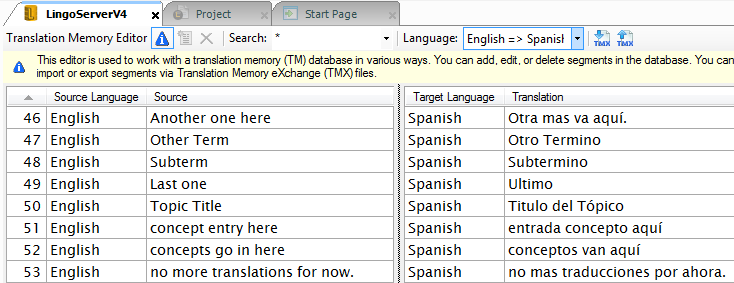 LingoServerV4 x Project Start Page
Translation Memory Editor Search: * Language: English => Spanish TMX TMX
This editor is used to work with a translation memory (TM) database in various ways. You can add, edit, or delete segments in the database. You can
import or export segments via Translation Memory eXchange (TMX) files.
Source Language Source Target Language Translation
46 English Another one here Spanish Otra mas va aquí.
47 English Other Term Spanish Otro Termino
48 English Subterm Spanish Subtermino
49 English Last one Spanish Ultimo
50 English Topic Title Spanish Titulo del Tópico
51 English concept entry here Spanish entrada concepto aquí
52 English concepts go in here Spanish conceptos van aquí
53 English no more translations for now. Spanish no mas traducciones por ahora.